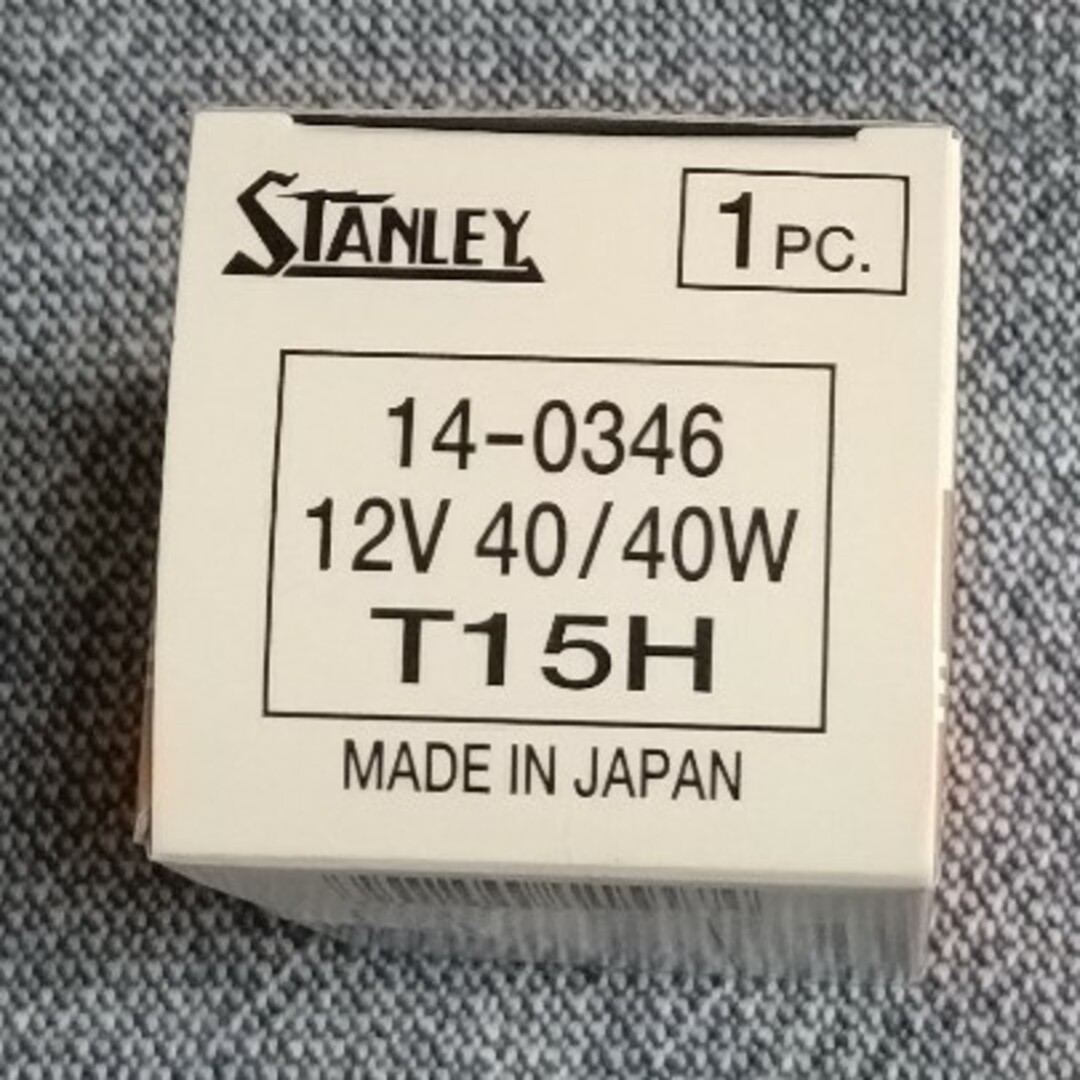 STANLEY
1 PC.
14-0346
12V 40/40W
T15H
MADE IN JAPAN